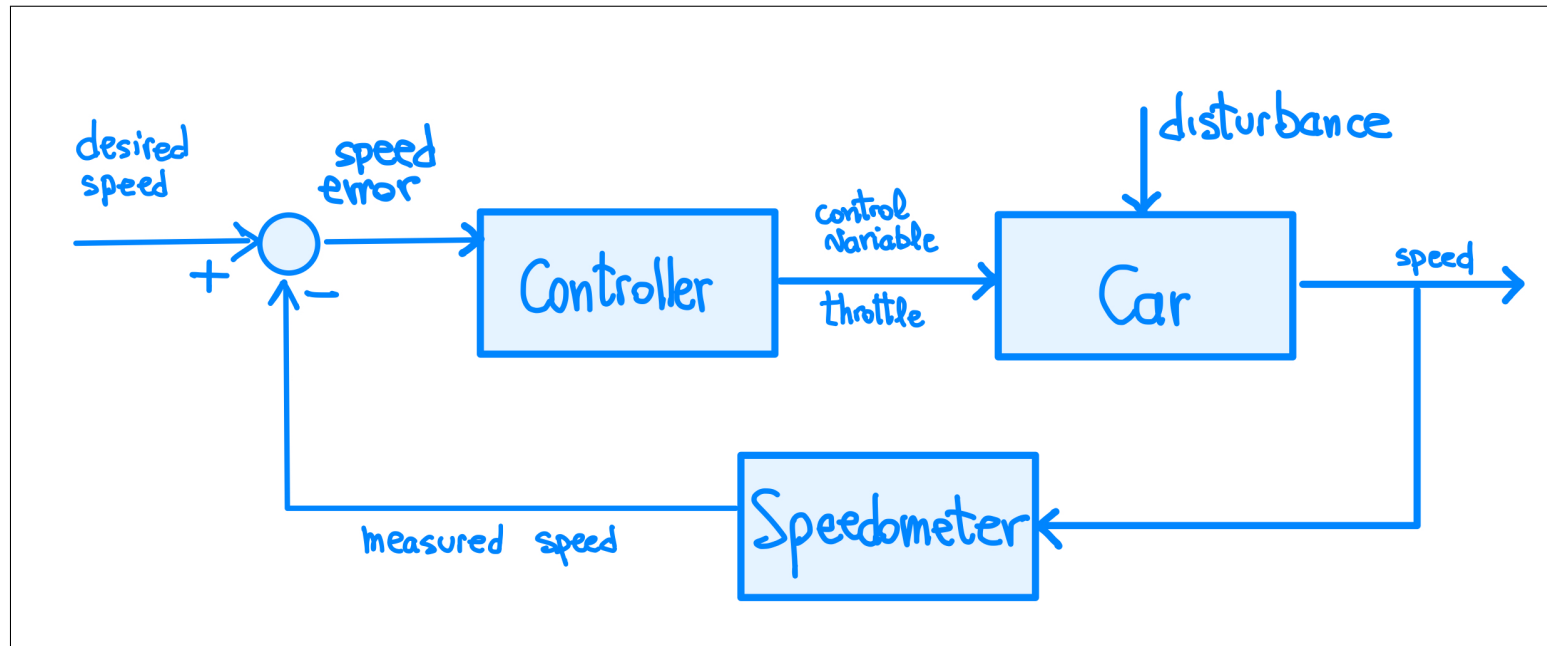 desired
speed
speed
error
disturbance
control
variable
throttle
speed
+
−
Controller
Car
Speedometer
measured speed